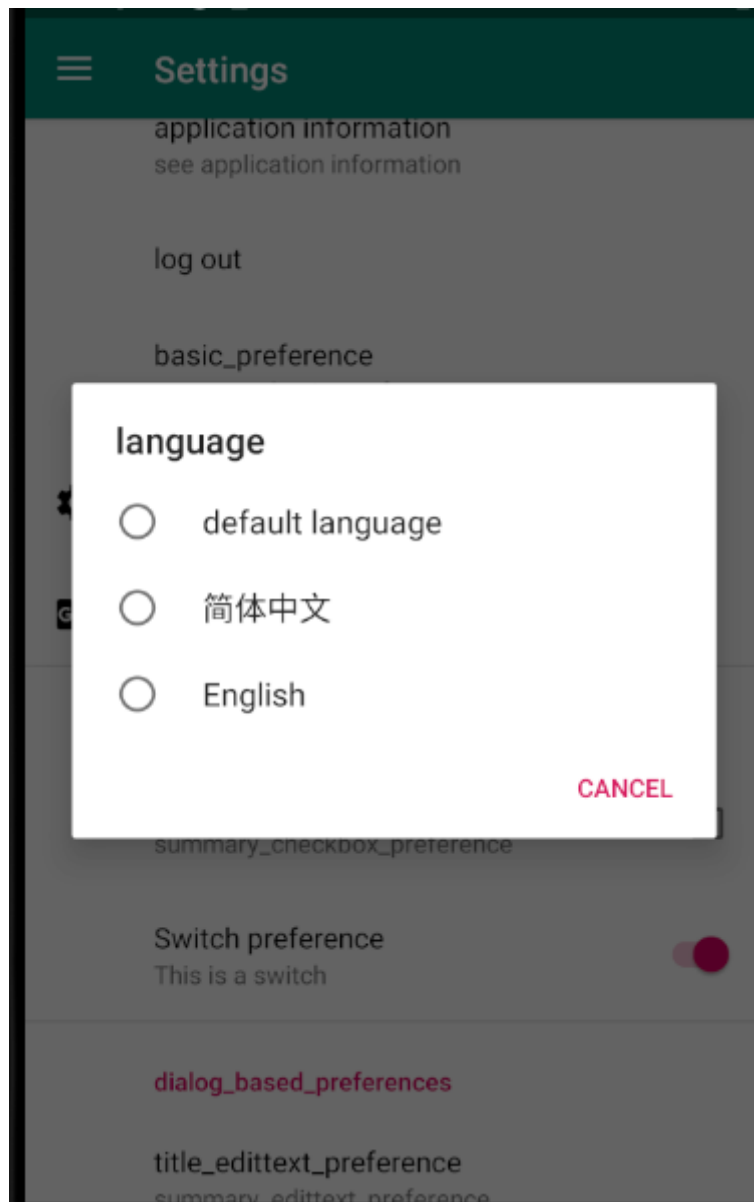 Settings
application information
see application information
log out
basic_preference
language
default language
简体中文
English
CANCEL
summary_checkbox_preference
Switch preference
This is a switch
dialog_based_preferences
title_edittext_preference
summary_edittext_preference